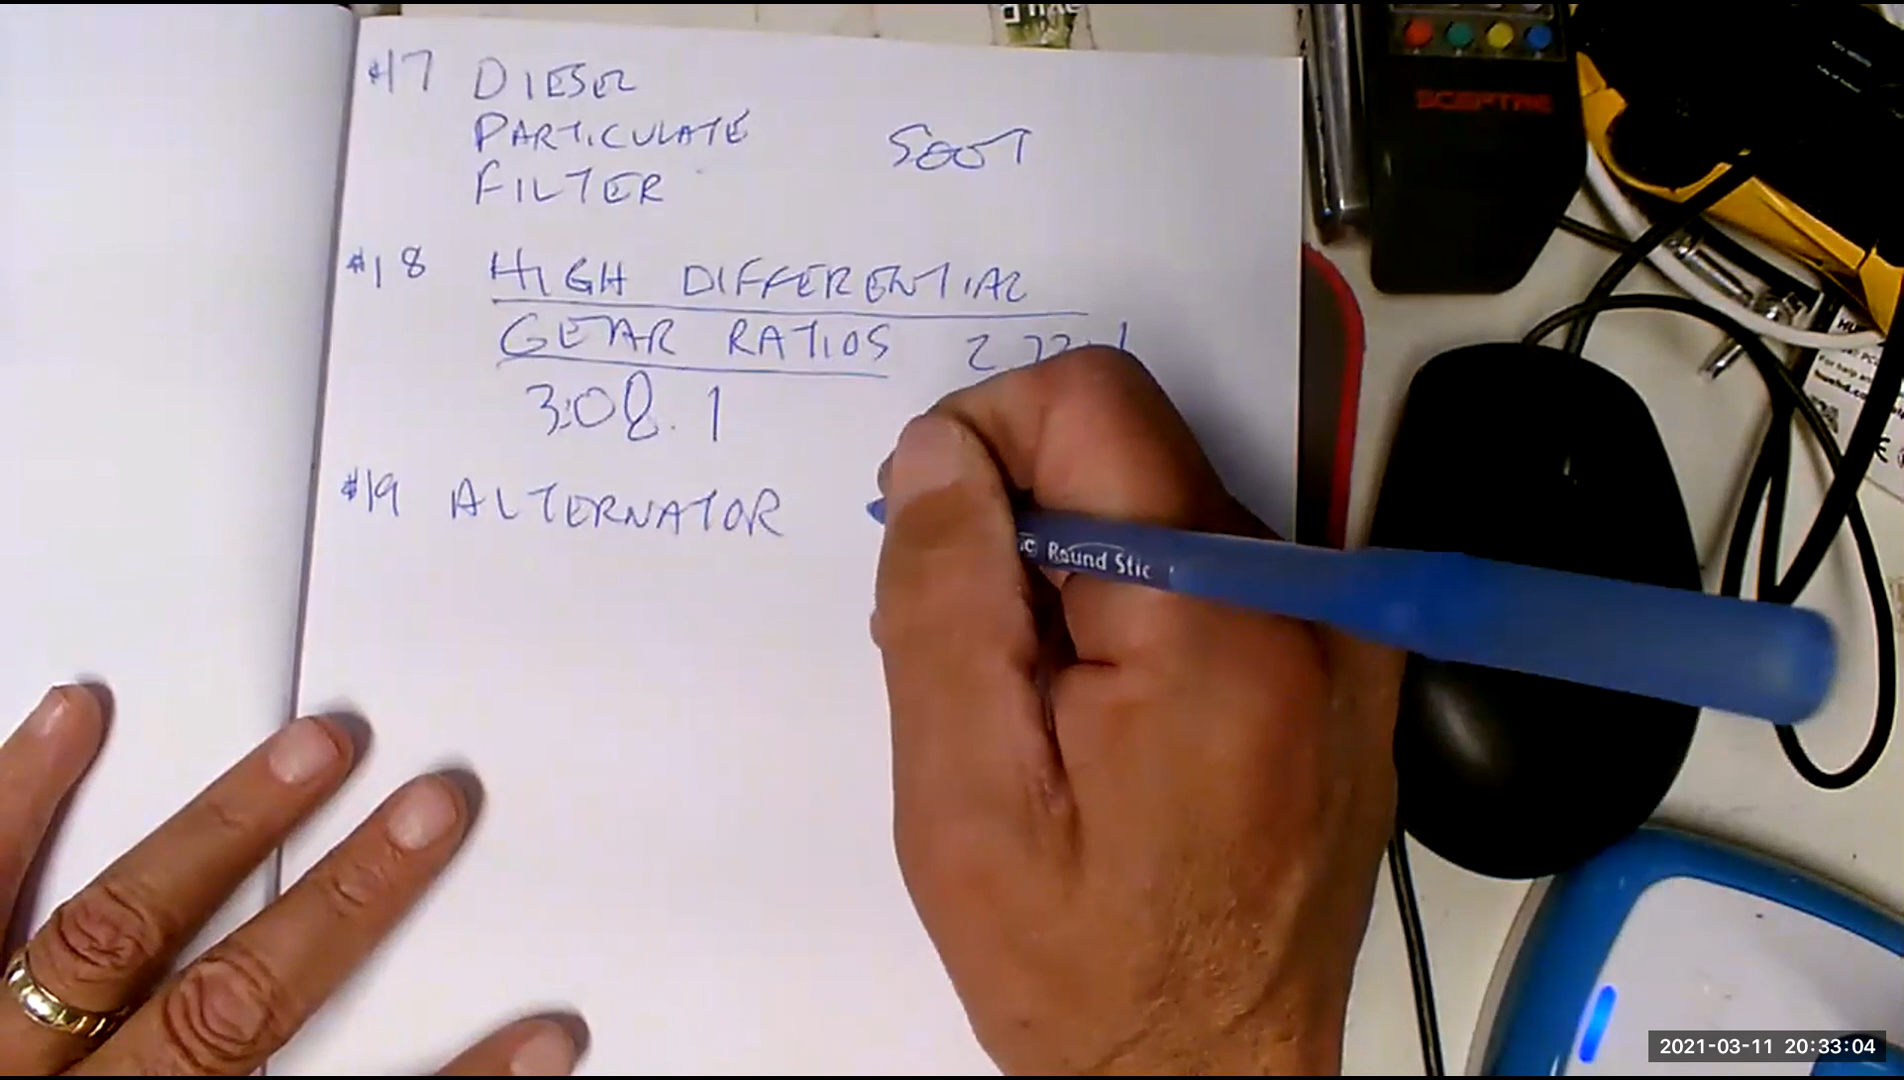 #17 DIESEL
PARTICULATE SOOT
FILTER
#18 HIGH DIFFERENTIAL
GEAR RATIOS
3:08.1
#19 ALTERNATOR
Round Stic
SCEPTRE
2021-03-11 20:33:04